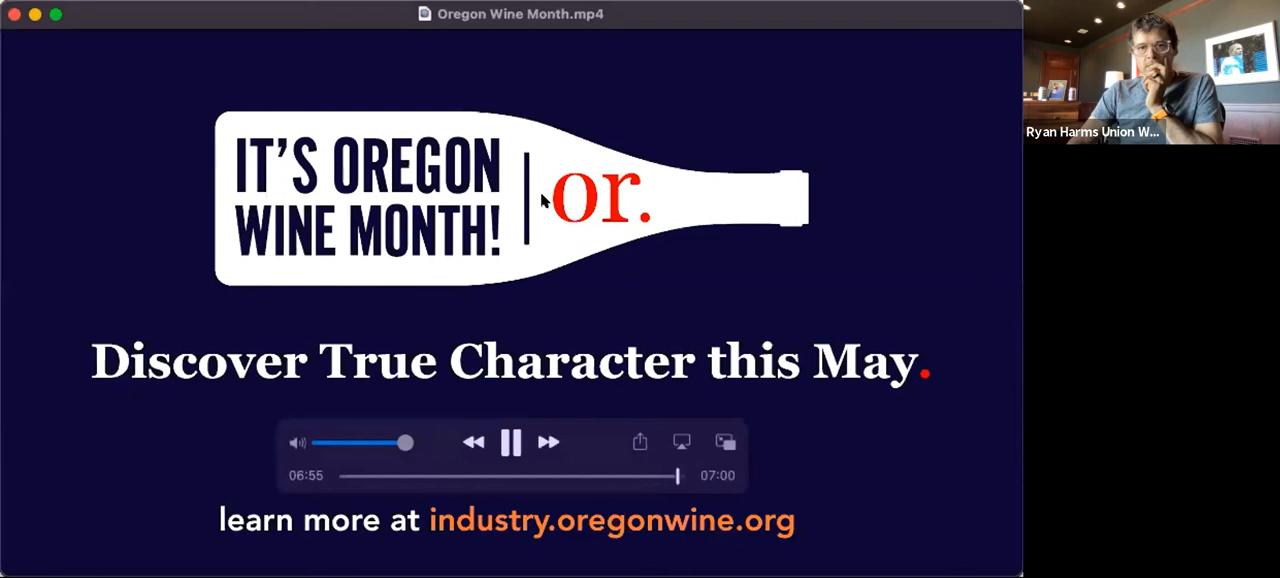 Oregon Wine Month.mp4
IT'S OREGON
WINE MONTH!
or.
Discover True Character this May.
06:55
07:00
learn more at industry.oregonwine.org
Ryan Harms Union W...